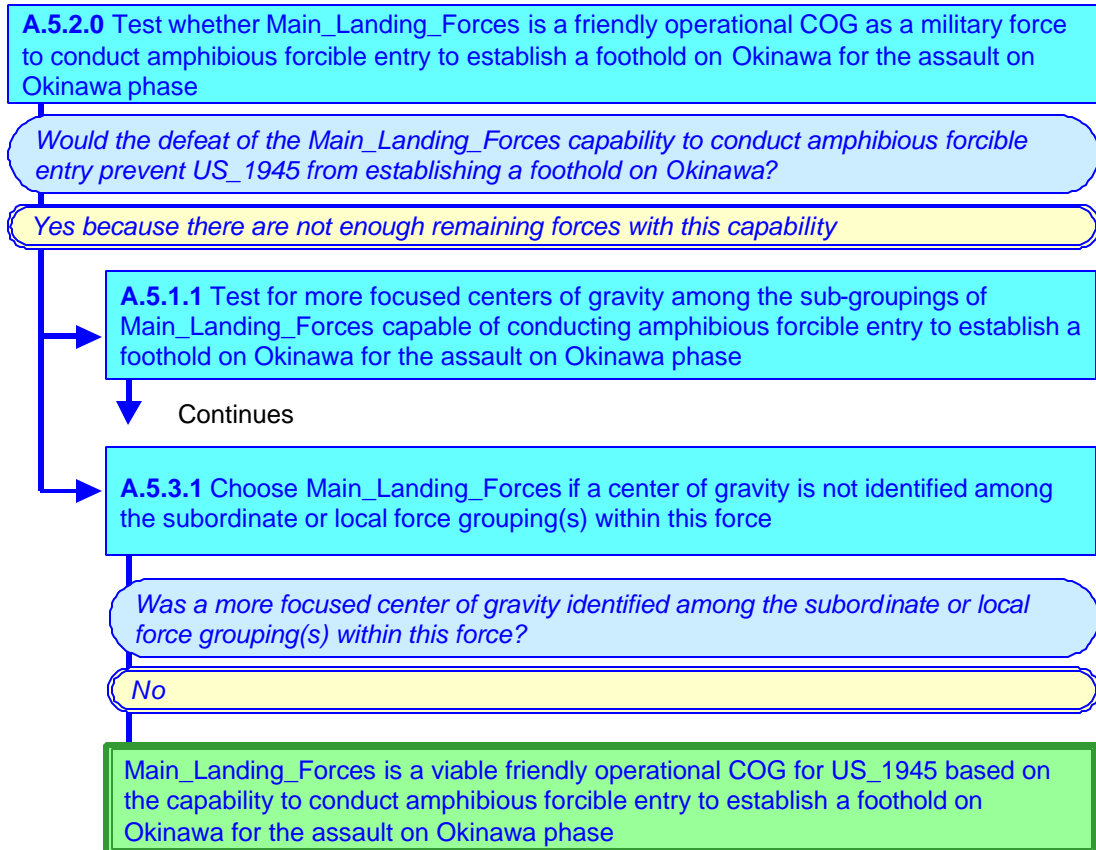 A.5.2.0 Test whether Main_Landing_Forces is a friendly operational COG as a military force
to conduct amphibious forcible entry to establish a foothold on Okinawa for the assault on
Okinawa phase
Would the defeat of the Main_Landing_Forces capability to conduct amphibious forcible
entry prevent US_1945 from establishing a foothold on Okinawa?
Yes because there are not enough remaining forces with this capability
A.5.1.1 Test for more focused centers of gravity among the sub-groupings of
Main_Landing_Forces capable of conducting amphibious forcible entry to establish a
foothold on Okinawa for the assault on Okinawa phase
Continues
A.5.3.1 Choose Main_Landing_Forces if a center of gravity is not identified among
the subordinate or local force grouping(s) within this force
Was a more focused center of gravity identified among the subordinate or local
force grouping(s) within this force?
No
Main_Landing_Forces is a viable friendly operational COG for US_1945 based on
the capability to conduct amphibious forcible entry to establish a foothold on
Okinawa for the assault on Okinawa phase